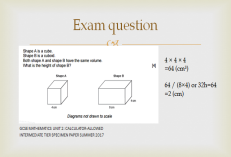 Exam question
Shape A is a cube.
Shape B is a cuboid.
Both shape A and shape B have the same volume.
What is the height of shape B?
[4]
4 × 4 × 4
=64 (cm³)
64 / (8×4) or 32h=64
=2 (cm)
Shape A
Shape B
Diagrams not drawn to scale
GCSE MATHEMATICS UNIT 2: CALCULATOR-ALLOWED
INTERMEDIATE TIER SPECIMEN PAPER SUMMER 2017